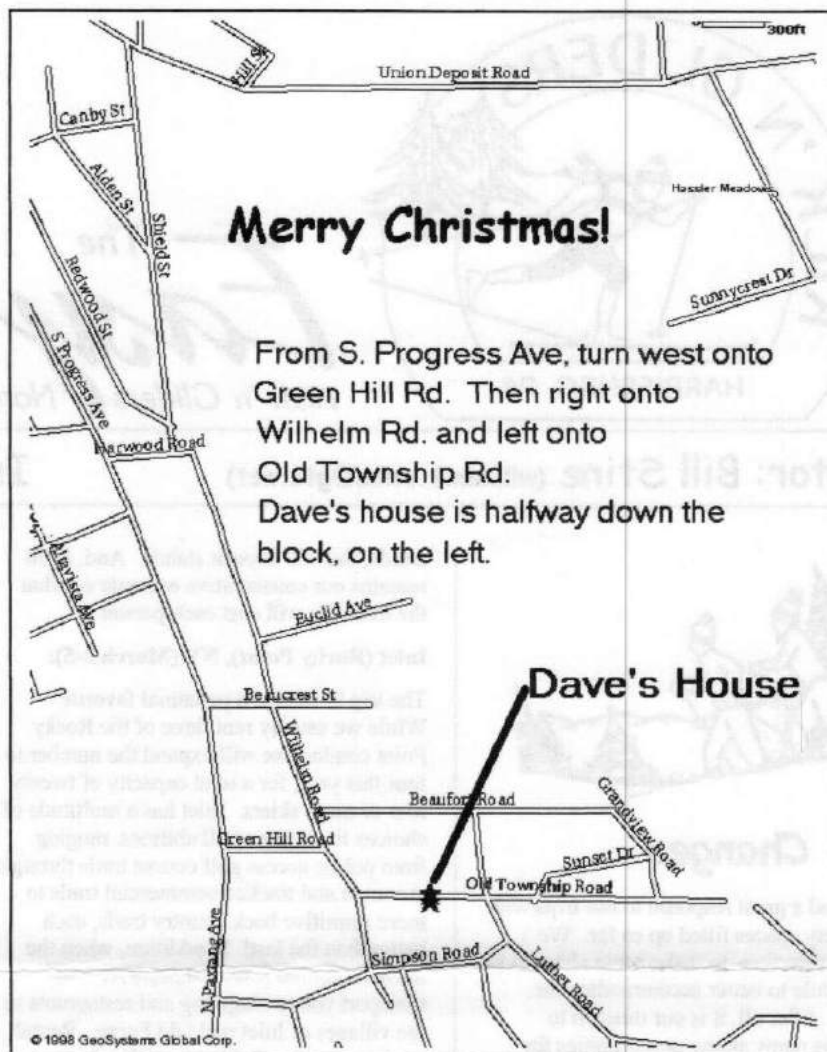 300ft
Hill St
Union Deposit Road
Canby St
Alden St
Shield St
Hassler Meadows
Merry Christmas!
Sunnycrest Dr
Redwood St
S Progress Ave
From S. Progress Ave, turn west onto
Green Hill Rd. Then right onto
Wilhelm Rd. and left onto
Old Township Rd.
Dave's house is halfway down the
block, on the left.
Harwood Road
Altavista Ave
Euclid Ave
Dave's House
Beaucrest St
Wilhelm Road
Beaufort Road
Grandview Road
Green Hill Road
Sunset Dr
Old Township Road
Simpson Road
Luther Road
N Paxtang Ave
© 1998 GeoSystems Global Corp.